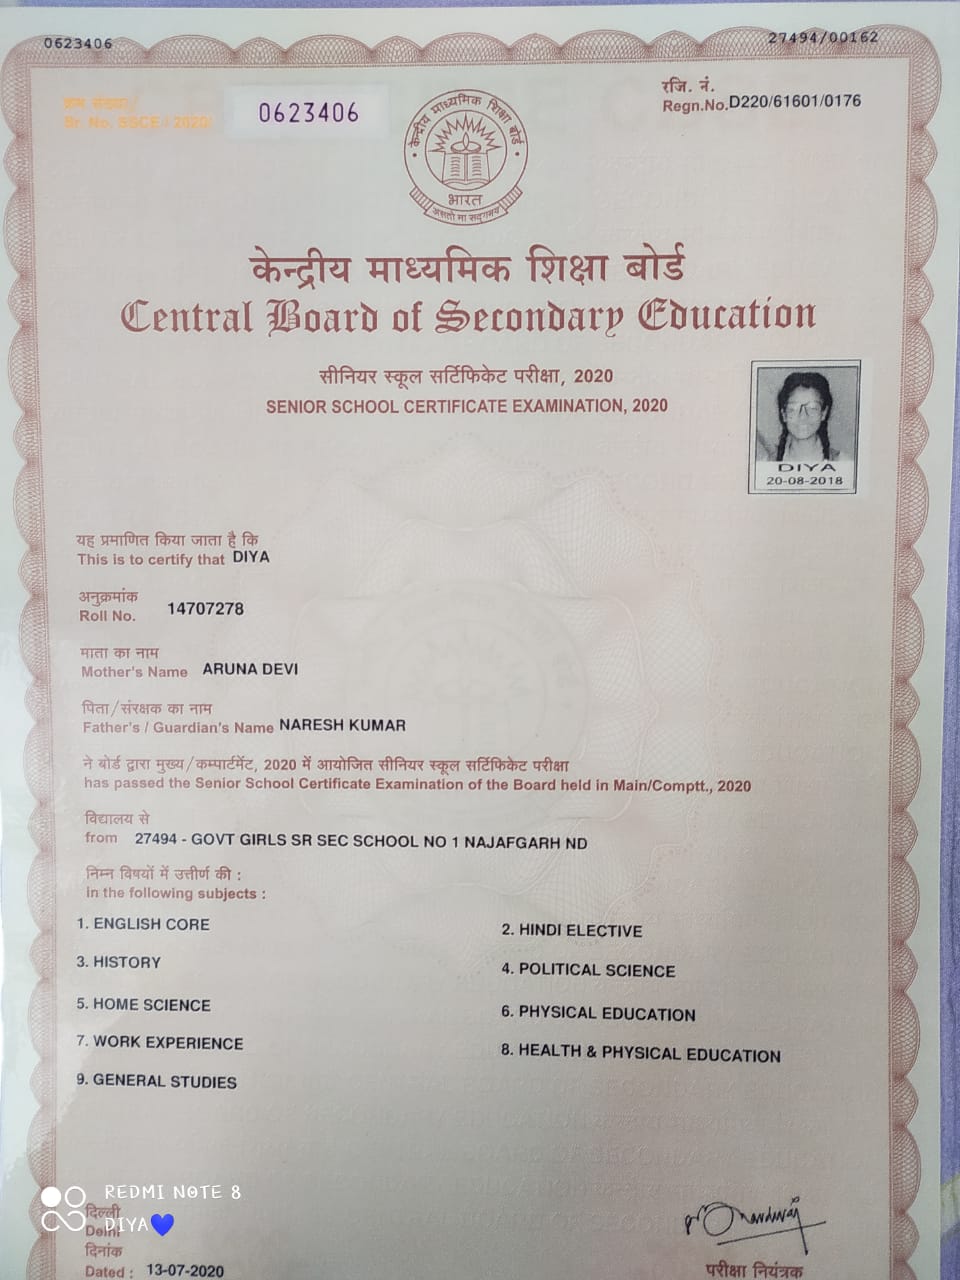 0623406
27494/00162
क्रम संख्या/
Sr. No. SSCE - 2020/
0623406
रजि. नं.
Regn.No.D220/61601/0176
केन्द्रीय माध्यमिक शिक्षा बोर्ड
भारत
असतो मा सद्गमय
केन्द्रीय माध्यमिक शिक्षा बोर्ड
Central Board of Secondary Education
सीनियर स्कूल सर्टिफिकेट परीक्षा, 2020
SENIOR SCHOOL CERTIFICATE EXAMINATION, 2020
DIYA
20-08-2018
यह प्रमाणित किया जाता है कि
This is to certify that DIYA
अनुक्रमांक
Roll No. 14707278
माता का नाम
Mother's Name ARUNA DEVI
पिता/संरक्षक का नाम
Father's / Guardian's Name NARESH KUMAR
ने बोर्ड द्वारा मुख्य/कम्पार्टमेंट, 2020 में आयोजित सीनियर स्कूल सर्टिफिकेट परीक्षा
has passed the Senior School Certificate Examination of the Board held in Main/Comptt., 2020
विद्यालय से
from 27494 - GOVT GIRLS SR SEC SCHOOL NO 1 NAJAFGARH ND
निम्न विषयों में उत्तीर्ण की :
in the following subjects :
1. ENGLISH CORE
2. HINDI ELECTIVE
3. HISTORY
4. POLITICAL SCIENCE
5. HOME SCIENCE
6. PHYSICAL EDUCATION
7. WORK EXPERIENCE
8. HEALTH & PHYSICAL EDUCATION
9. GENERAL STUDIES
REDMI NOTE 8
DIYA💙
दिल्ली
Delhi
दिनांक
Dated : 13-07-2020
परीक्षा नियंत्रक